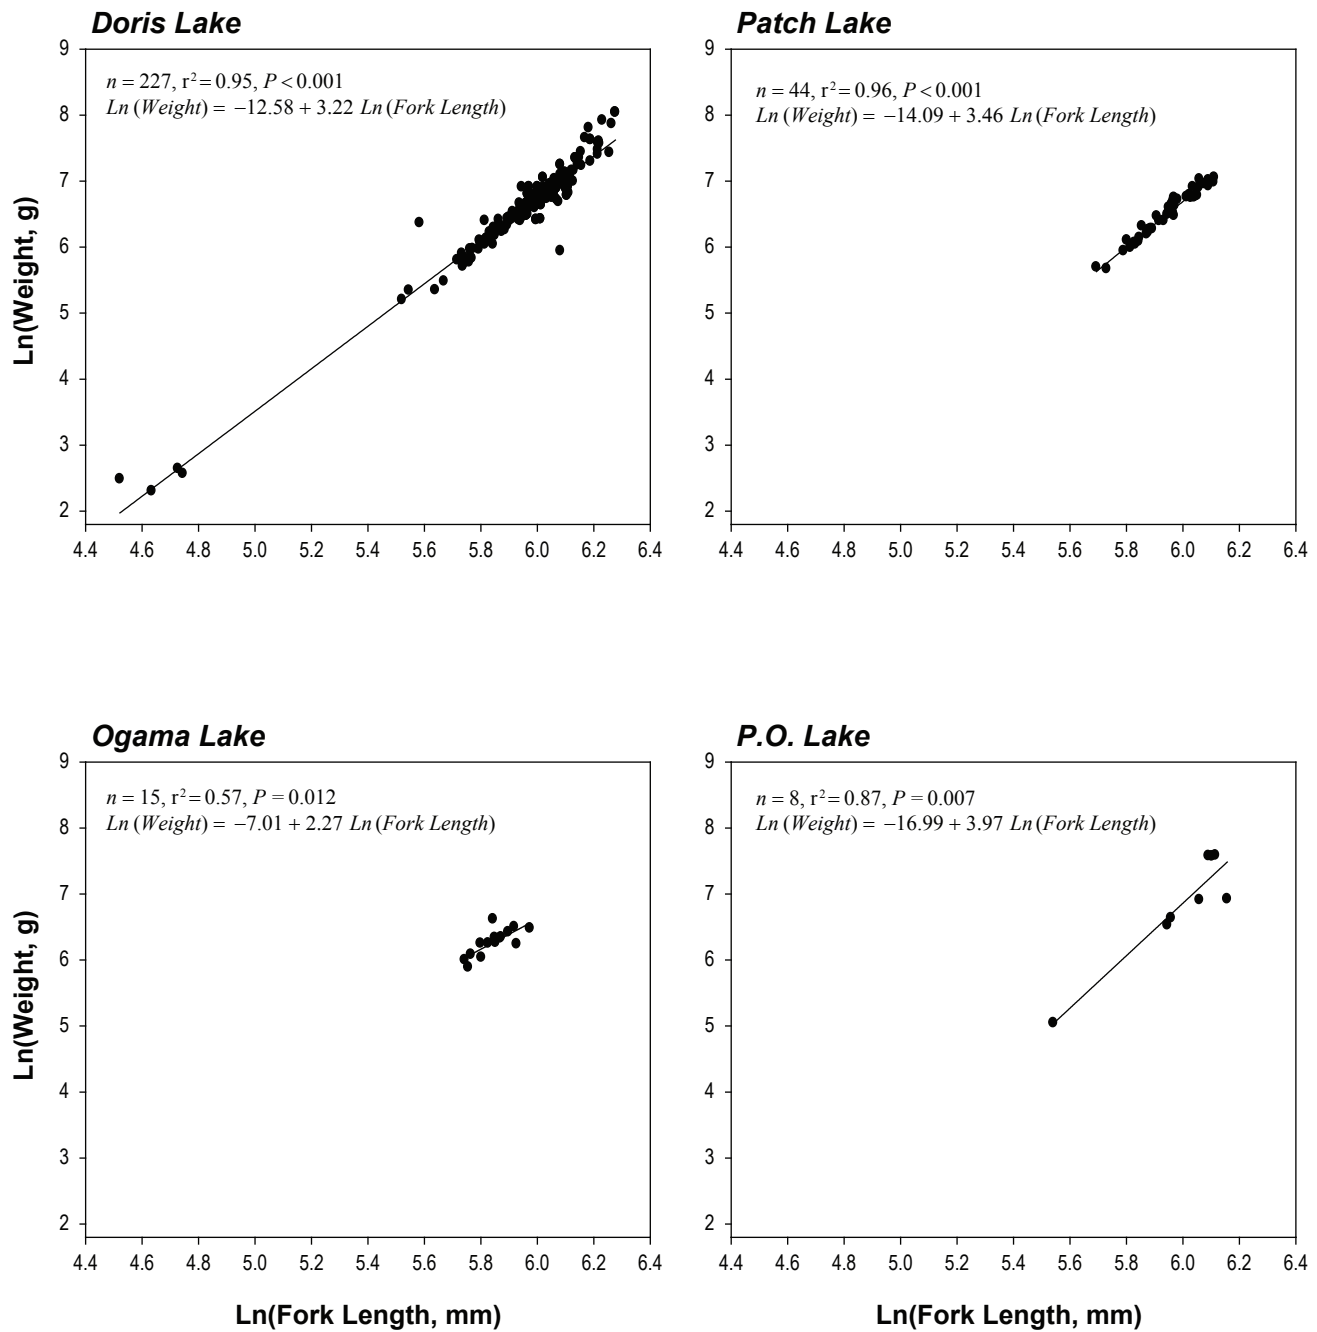 Doris Lake
n = 227, r² = 0.95, P < 0.001
Ln (Weight) = −12.58 + 3.22 Ln (Fork Length)
Ln(Weight, g)
9
8
7
6
5
4
3
2
4.4 4.6 4.8 5.0 5.2 5.4 5.6 5.8 6.0 6.2 6.4
Patch Lake
n = 44, r² = 0.96, P < 0.001
Ln (Weight) = −14.09 + 3.46 Ln (Fork Length)
9
8
7
6
5
4
3
2
4.4 4.6 4.8 5.0 5.2 5.4 5.6 5.8 6.0 6.2 6.4
Ogama Lake
n = 15, r² = 0.57, P = 0.012
Ln (Weight) = −7.01 + 2.27 Ln (Fork Length)
Ln(Weight, g)
9
8
7
6
5
4
3
2
4.4 4.6 4.8 5.0 5.2 5.4 5.6 5.8 6.0 6.2 6.4
Ln(Fork Length, mm)
P.O. Lake
n = 8, r² = 0.87, P = 0.007
Ln (Weight) = −16.99 + 3.97 Ln (Fork Length)
9
8
7
6
5
4
3
2
4.4 4.6 4.8 5.0 5.2 5.4 5.6 5.8 6.0 6.2 6.4
Ln(Fork Length, mm)